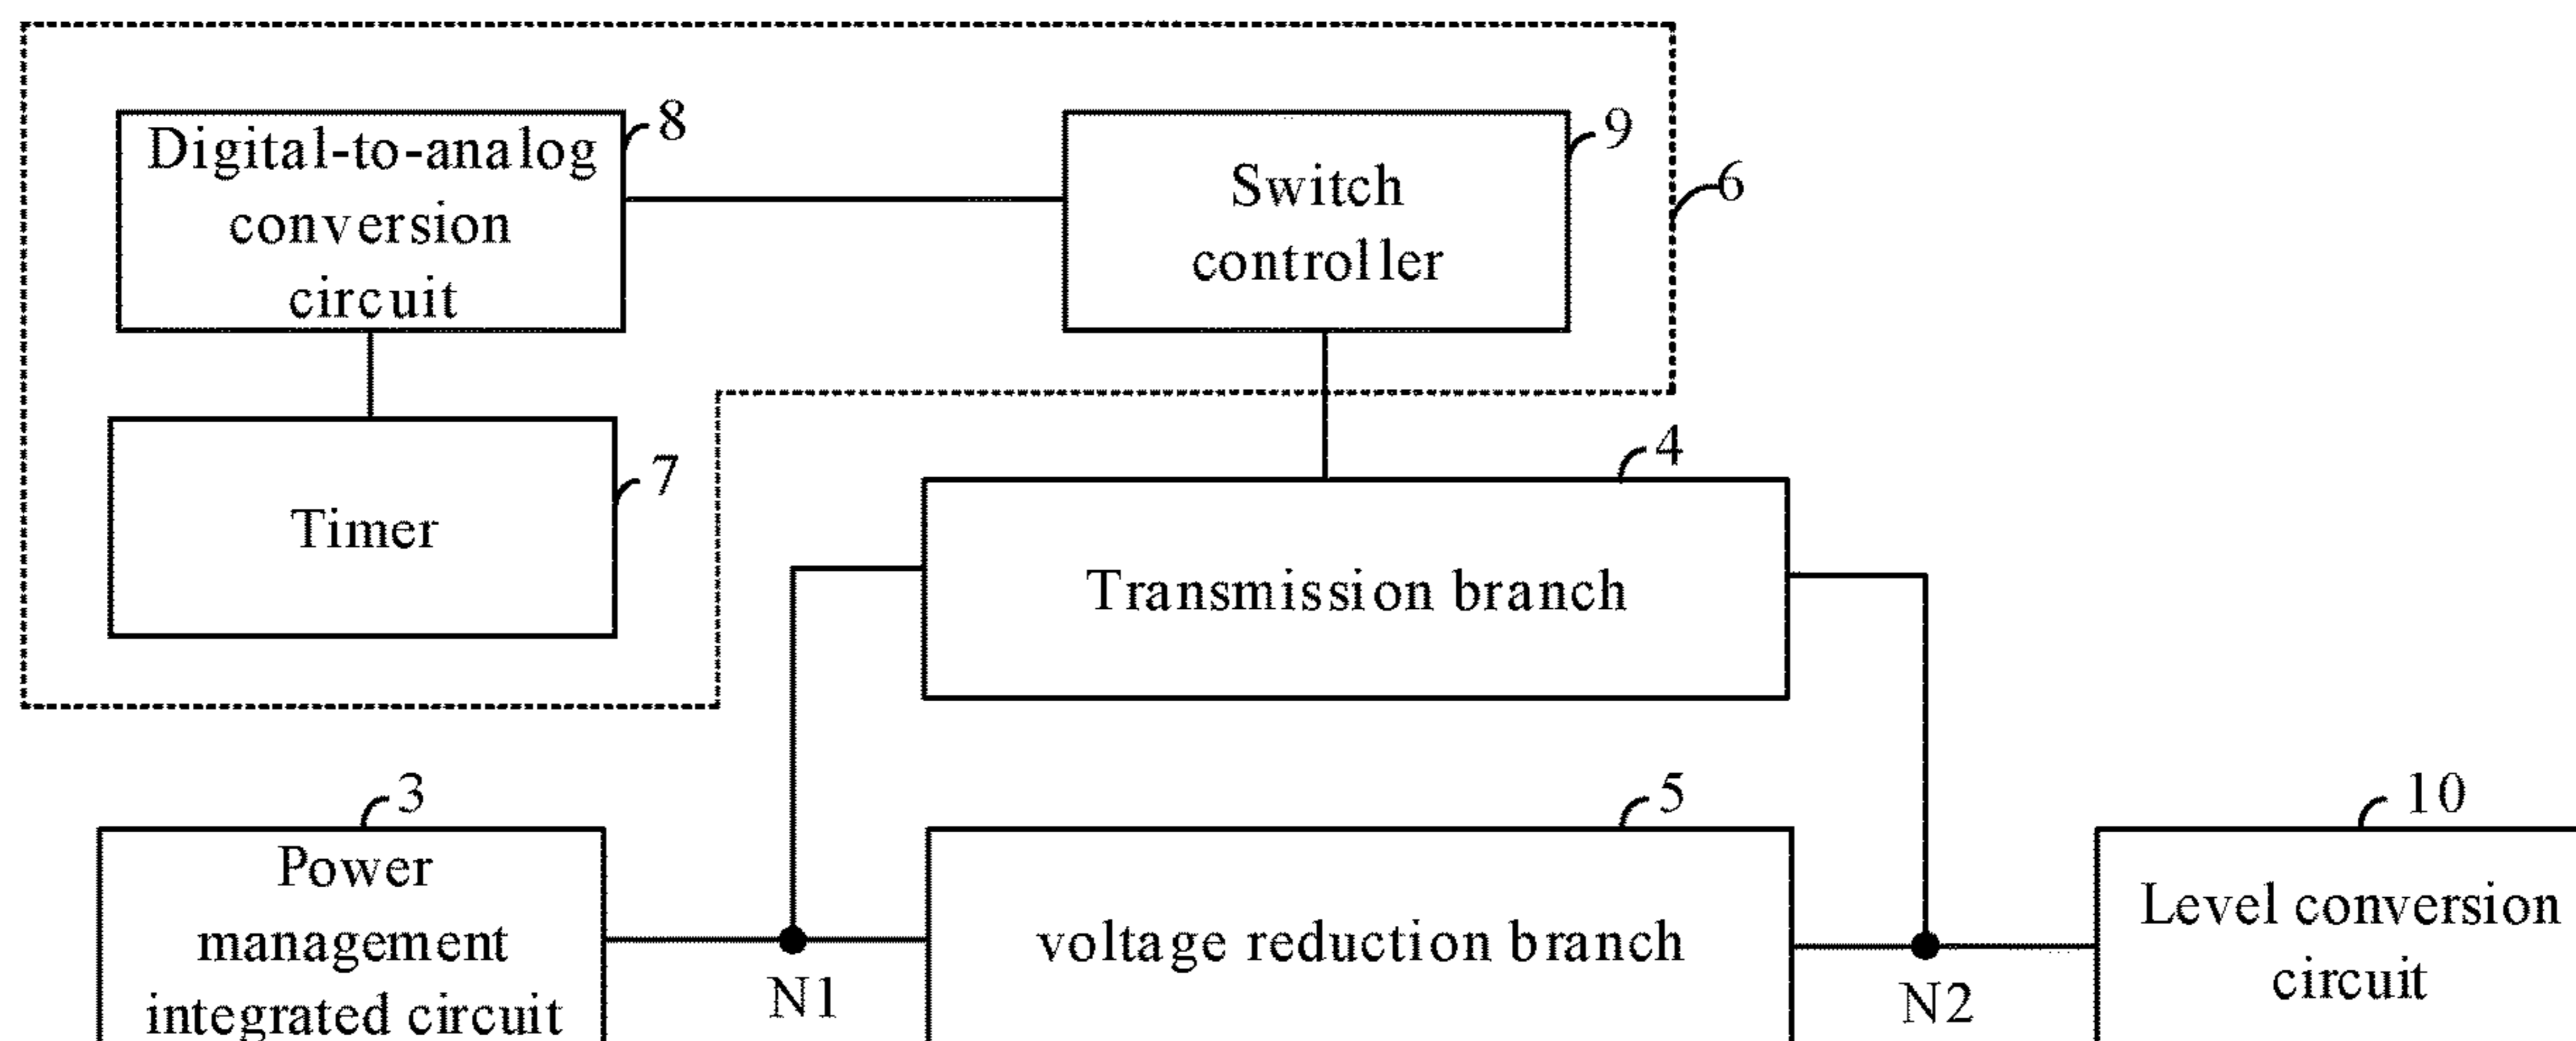 8
Digital-to-analog
conversion
circuit
9
Switch
controller
6
7
Timer
4
Transmission branch
3
Power
management
integrated circuit
N1
5
voltage reduction branch
N2
10
Level conversion
circuit